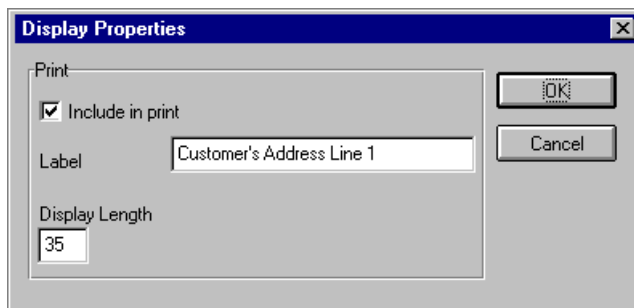 Display Properties
Print
Include in print
OK
Label
Customer's Address Line 1
Cancel
Display Length
35